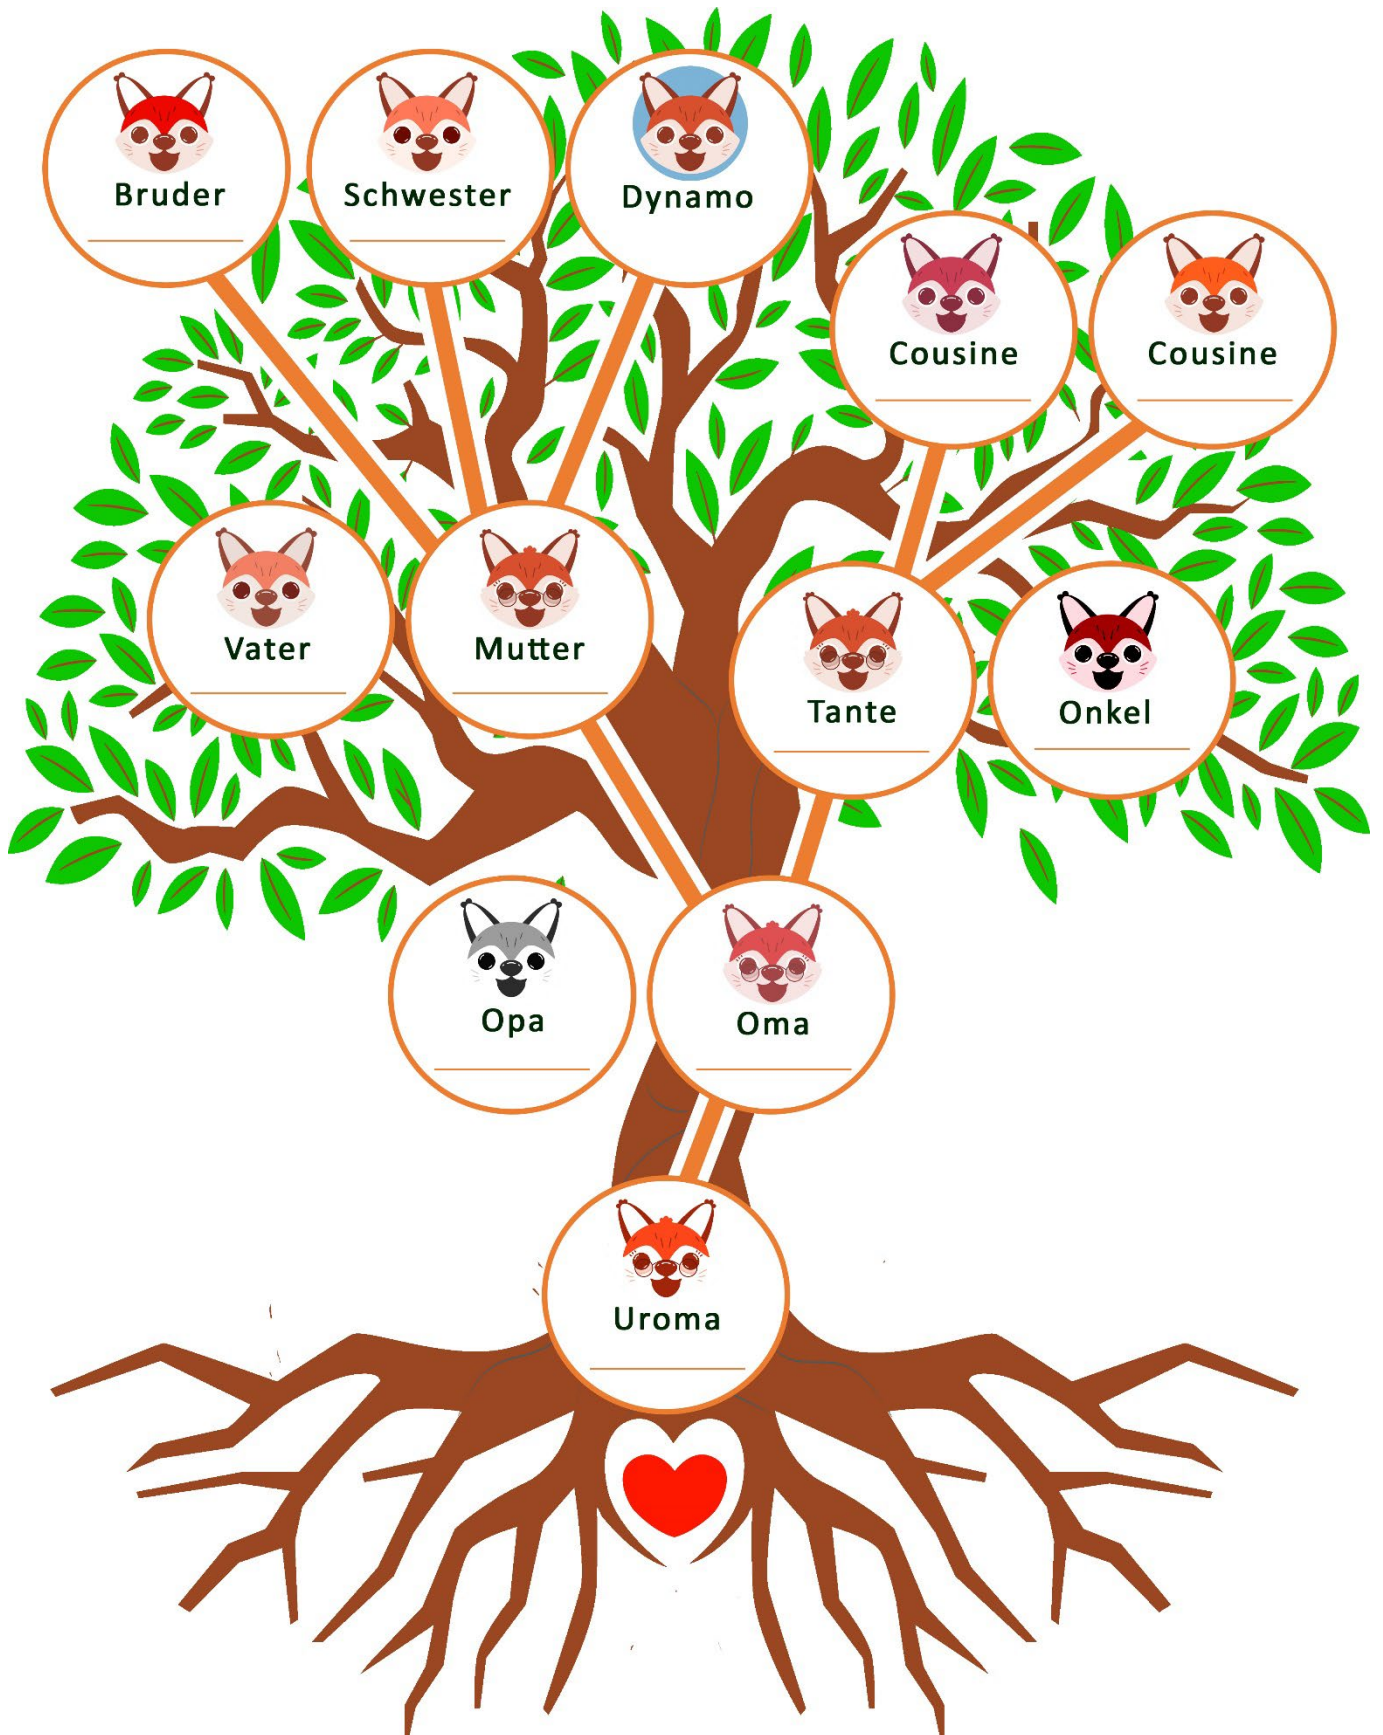 Bruder
Schwester
Dynamo
Cousine
Cousine
Vater
Mutter
Tante
Onkel
Opa
Oma
Uroma